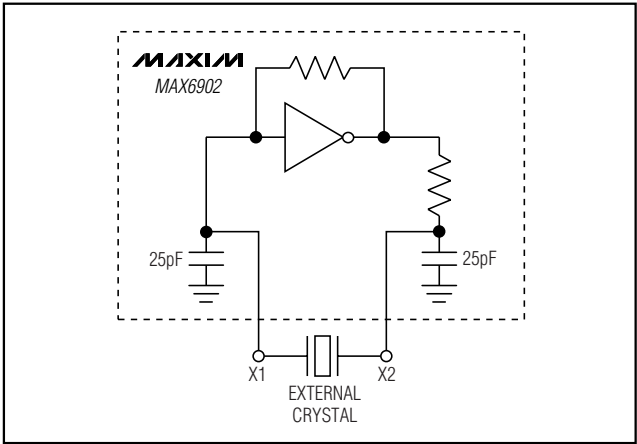 MAXIM
MAX6902
25pF
25pF
X1
X2
EXTERNAL
CRYSTAL